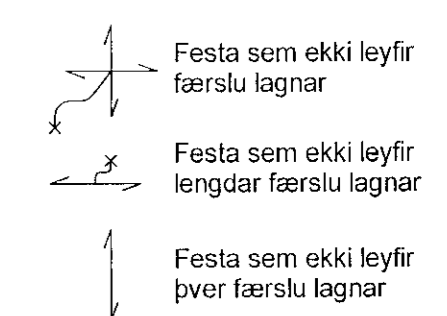 Festa sem ekki leyfir
færslu lagnar
Festa sem ekki leyfir
lengdar færslu lagnar
Festa sem ekki leyfir
þver færslu lagnar